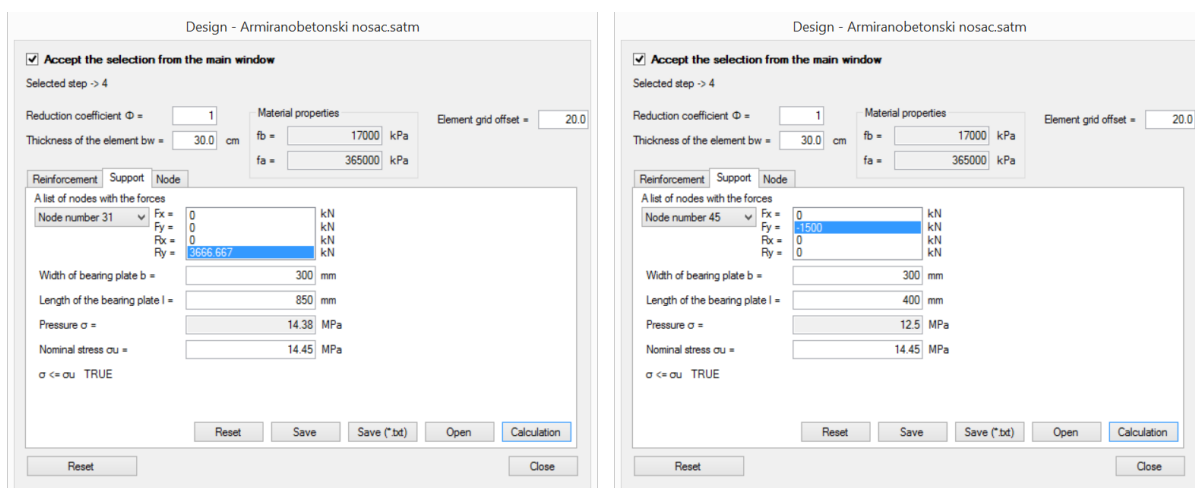 Design - Armiranobetonski nosac.satm
Accept the selection from the main window
Selected step -> 4
Reduction coefficient Φ = 1
Thickness of the element bw = 30.0 cm
Material properties
fb = 17000 kPa
fa = 365000 kPa
Element grid offset = 20.0
Reinforcement Support Node
A list of nodes with the forces
Node number 31
Fx = 0 kN
Fy = 0 kN
Rx = 0 kN
Ry = 3666.667 kN
Width of bearing plate b = 300 mm
Length of the bearing plate l = 850 mm
Pressure σ = 14.38 MPa
Nominal stress σu = 14.45 MPa
σ <= σu TRUE
Reset Save Save (*.txt) Open Calculation
Reset Close
Design - Armiranobetonski nosac.satm
Accept the selection from the main window
Selected step -> 4
Reduction coefficient Φ = 1
Thickness of the element bw = 30.0 cm
Material properties
fb = 17000 kPa
fa = 365000 kPa
Element grid offset = 20.0
Reinforcement Support Node
A list of nodes with the forces
Node number 45
Fx = 0 kN
Fy = -1500 kN
Rx = 0 kN
Ry = 0 kN
Width of bearing plate b = 300 mm
Length of the bearing plate l = 400 mm
Pressure σ = 12.5 MPa
Nominal stress σu = 14.45 MPa
σ <= σu TRUE
Reset Save Save (*.txt) Open Calculation
Reset Close